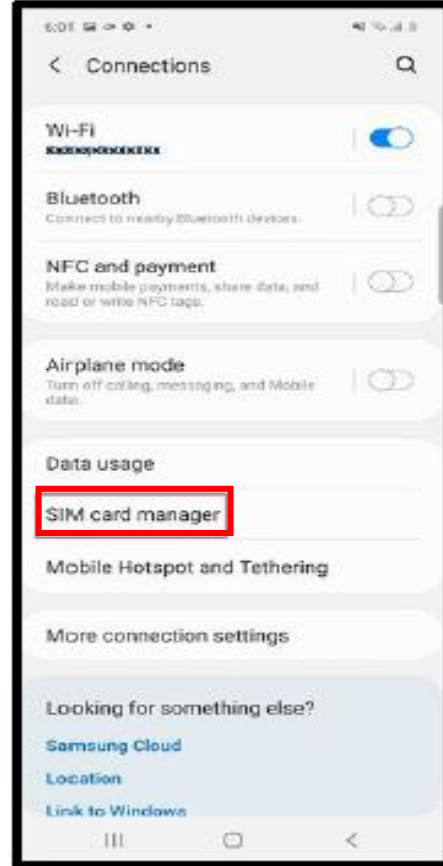 6:01
Connections
Wi-Fi
Bluetooth
Connect to nearby Bluetooth devices.
NFC and payment
Make mobile payments, share data, and
read or write NFC tags.
Airplane mode
Turn off calling, messaging, and Mobile
data.
Data usage
SIM card manager
Mobile Hotspot and Tethering
More connection settings
Looking for something else?
Samsung Cloud
Location
Link to Windows